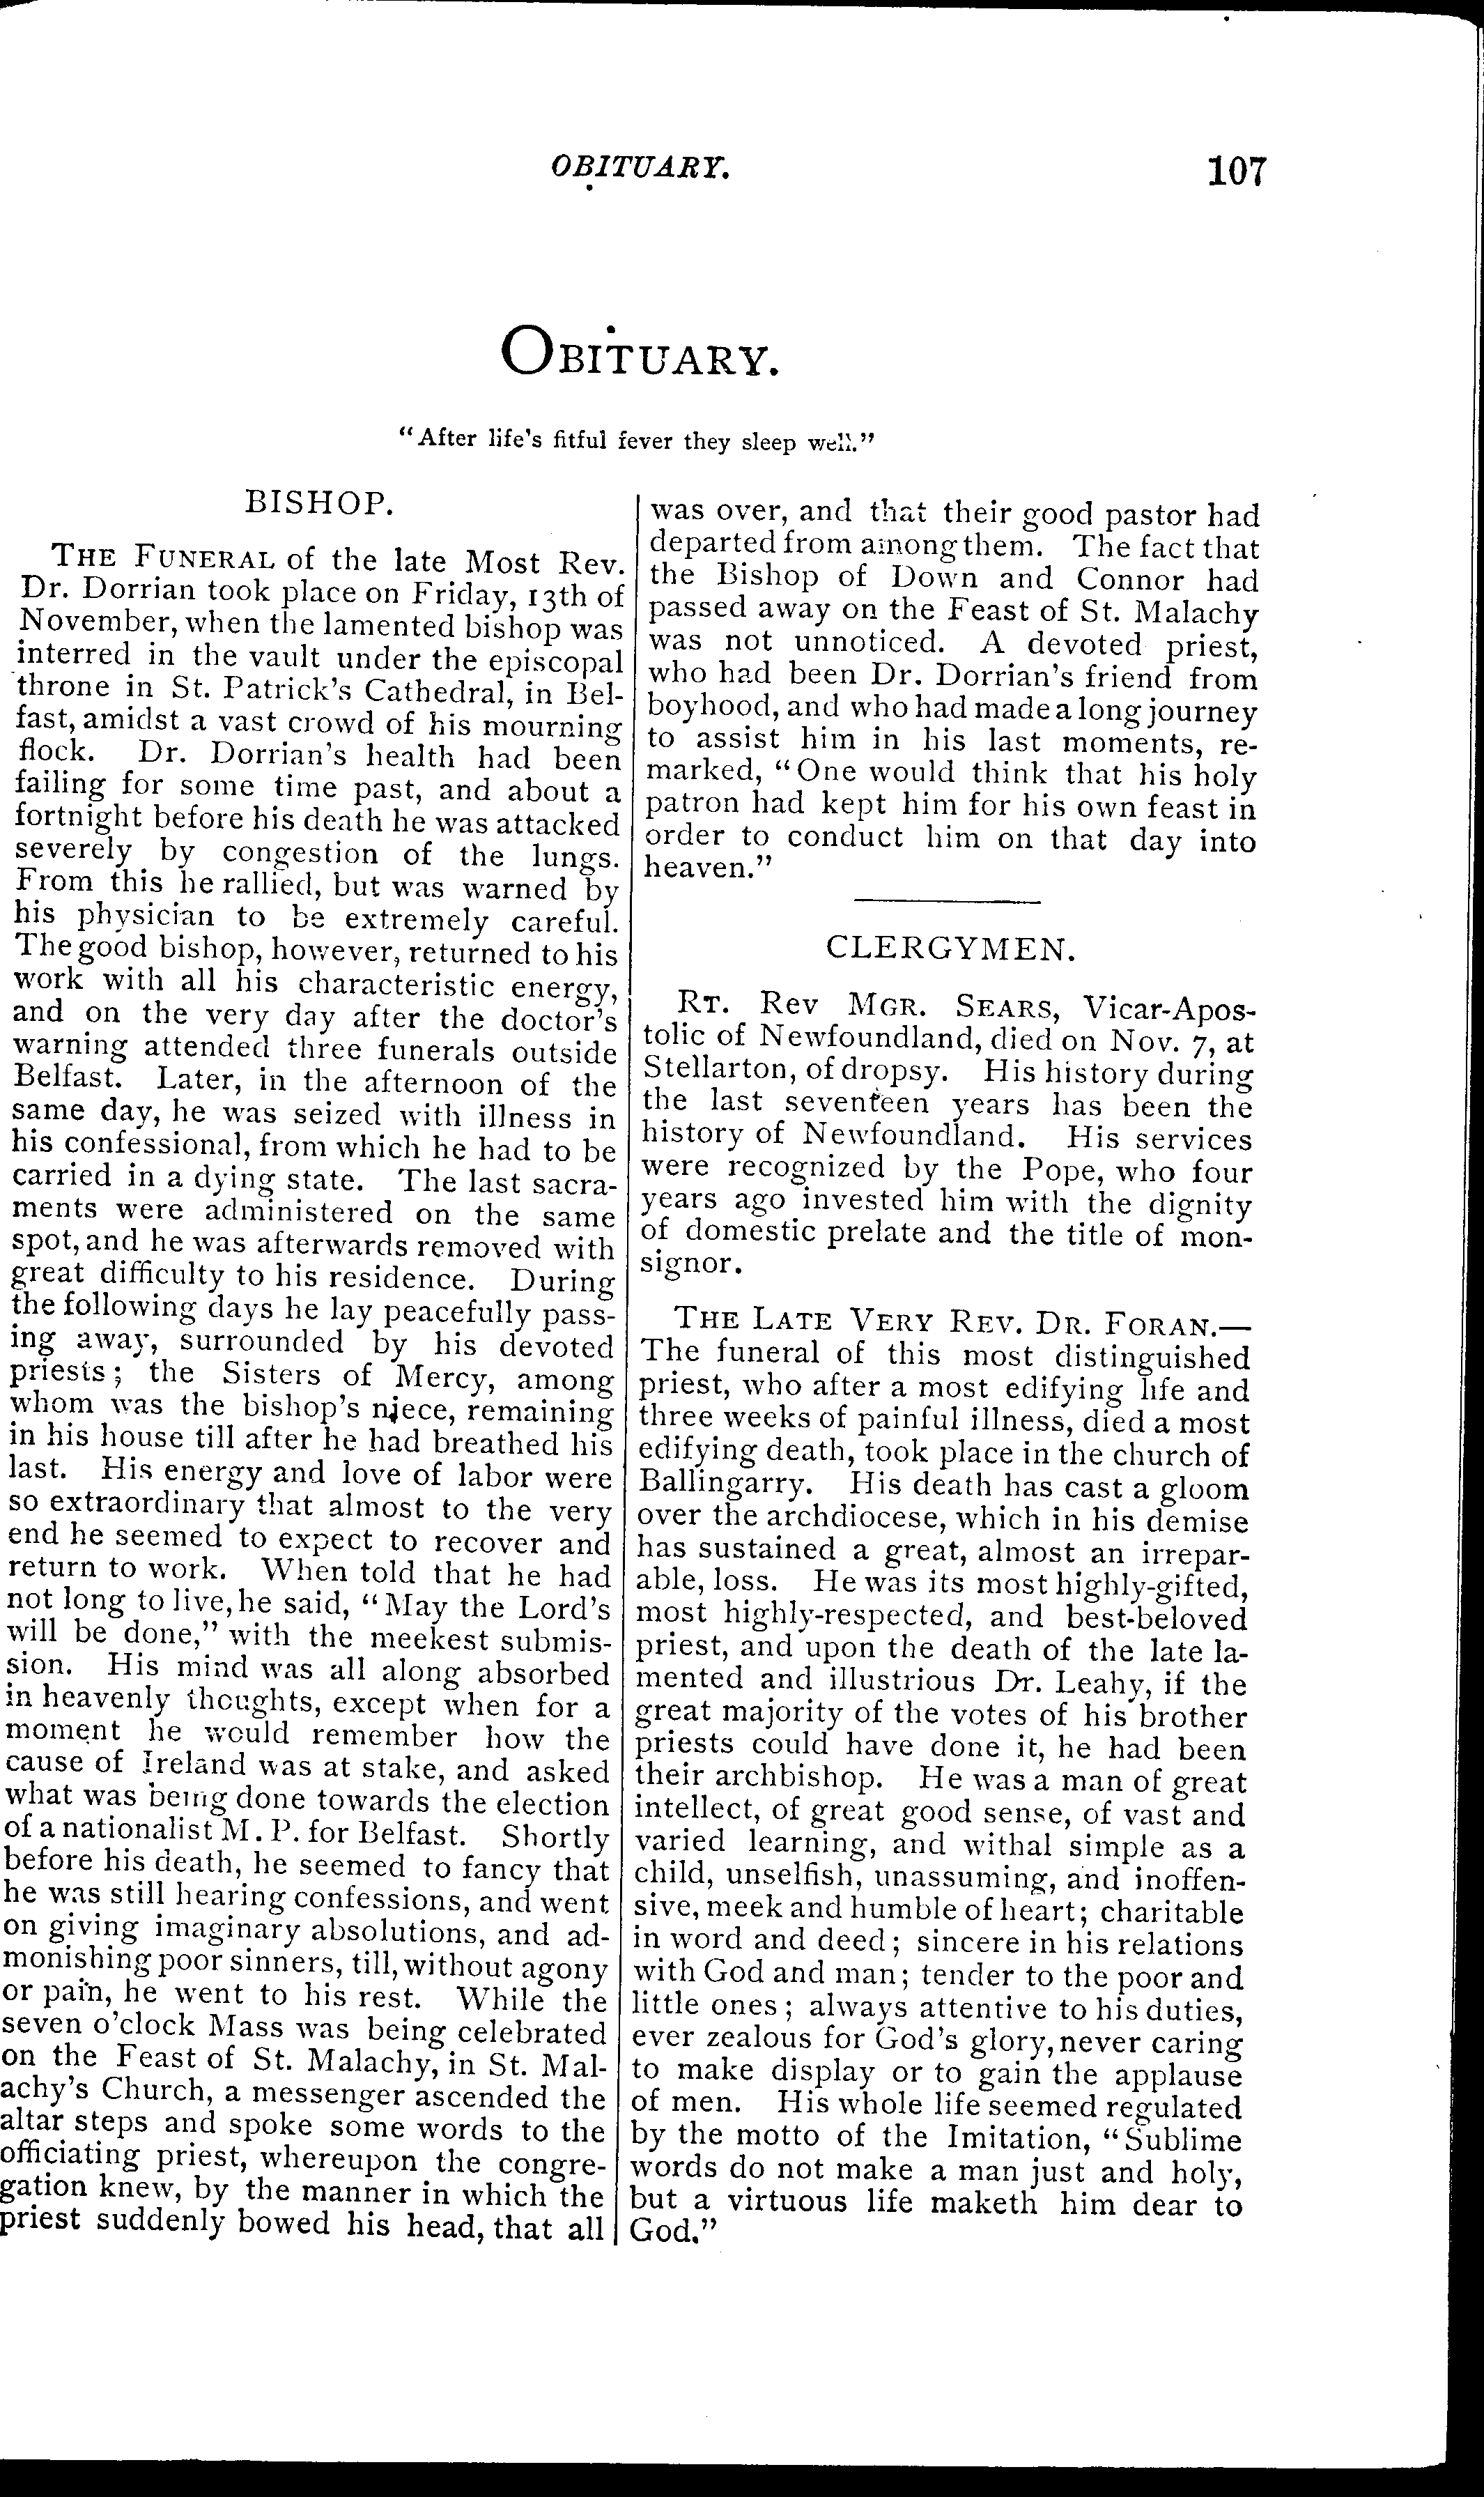 OBITUARY.
107
OBITUARY.
"After life's fitful fever they sleep well."
BISHOP.
THE FUNERAL of the late Most Rev.
Dr. Dorrian took place on Friday, 13th of
November, when the lamented bishop was
interred in the vault under the episcopal
throne in St. Patrick's Cathedral, in Bel-
fast, amidst a vast crowd of his mourning
flock. Dr. Dorrian's health had been
failing for some time past, and about a
fortnight before his death he was attacked
severely by congestion of the lungs.
From this he rallied, but was warned by
his physician to be extremely careful.
The good bishop, however, returned to his
work with all his characteristic energy,
and on the very day after the doctor's
warning attended three funerals outside
Belfast. Later, in the afternoon of the
same day, he was seized with illness in
his confessional, from which he had to be
carried in a dying state. The last sacra-
ments were administered on the same
spot, and he was afterwards removed with
great difficulty to his residence. During
the following days he lay peacefully pass-
ing away, surrounded by his devoted
priests; the Sisters of Mercy, among
whom was the bishop's niece, remaining
in his house till after he had breathed his
last. His energy and love of labor were
so extraordinary that almost to the very
end he seemed to expect to recover and
return to work. When told that he had
not long to live, he said, "May the Lord's
will be done," with the meekest submis-
sion. His mind was all along absorbed
in heavenly thoughts, except when for a
moment he would remember how the
cause of Ireland was at stake, and asked
what was being done towards the election
of a nationalist M. P. for Belfast. Shortly
before his death, he seemed to fancy that
he was still hearing confessions, and went
on giving imaginary absolutions, and ad-
monishing poor sinners, till, without agony
or pain, he went to his rest. While the
seven o'clock Mass was being celebrated
on the Feast of St. Malachy, in St. Mal-
achy's Church, a messenger ascended the
altar steps and spoke some words to the
officiating priest, whereupon the congre-
gation knew, by the manner in which the
priest suddenly bowed his head, that all
was over, and that their good pastor had
departed from among them. The fact that
the Bishop of Down and Connor had
passed away on the Feast of St. Malachy
was not unnoticed. A devoted priest,
who had been Dr. Dorrian's friend from
boyhood, and who had made a long journey
to assist him in his last moments, re-
marked, "One would think that his holy
patron had kept him for his own feast in
order to conduct him on that day into
heaven."
CLERGYMEN.
RT. Rev MGR. SEARS, Vicar-Apos-
tolic of Newfoundland, died on Nov. 7, at
Stellarton, of dropsy. His history during
the last seventeen years has been the
history of Newfoundland. His services
were recognized by the Pope, who four
years ago invested him with the dignity
of domestic prelate and the title of mon-
signor.
THE LATE VERY REV. DR. FORAN.—
The funeral of this most distinguished
priest, who after a most edifying life and
three weeks of painful illness, died a most
edifying death, took place in the church of
Ballingarry. His death has cast a gloom
over the archdiocese, which in his demise
has sustained a great, almost an irrepar-
able, loss. He was its most highly-gifted,
most highly-respected, and best-beloved
priest, and upon the death of the late la-
mented and illustrious Dr. Leahy, if the
great majority of the votes of his brother
priests could have done it, he had been
their archbishop. He was a man of great
intellect, of great good sense, of vast and
varied learning, and withal simple as a
child, unselfish, unassuming, and inoffen-
sive, meek and humble of heart; charitable
in word and deed; sincere in his relations
with God and man; tender to the poor and
little ones; always attentive to his duties,
ever zealous for God's glory, never caring
to make display or to gain the applause
of men. His whole life seemed regulated
by the motto of the Imitation, "Sublime
words do not make a man just and holy,
but a virtuous life maketh him dear to
God."